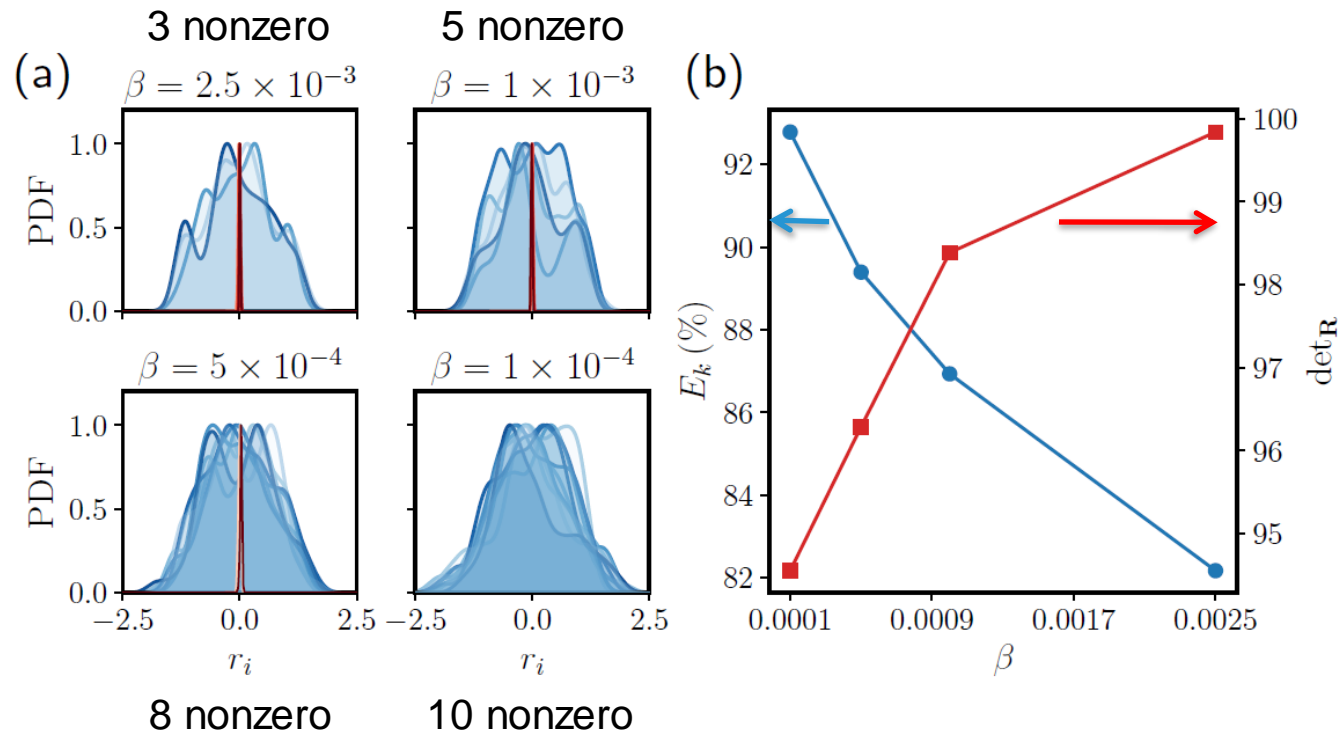 3 nonzero
5 nonzero
(a)
β = 2.5 × 10⁻³
β = 1 × 10⁻³
(b)
PDF
1.0
0.5
0.0
β = 5 × 10⁻⁴
β = 1 × 10⁻⁴
PDF
1.0
0.5
0.0
−2.5
0.0
2.5
−2.5
0.0
2.5
rᵢ
rᵢ
8 nonzero
10 nonzero
E_k (%)
92
90
88
86
84
82
100
99
98
97
96
95
det_R
0.0001
0.0009
0.0017
0.0025
β